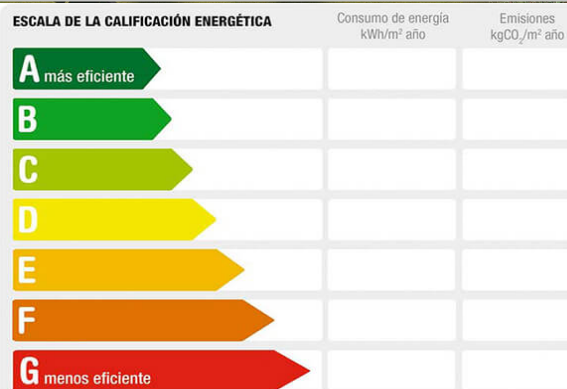 ESCALA DE LA CALIFICACIÓN ENERGÉTICA
Consumo de energía
kWh/m² año
Emisiones
kgCO₂/m² año
A más eficiente
B
C
D
E
F
G menos eficiente